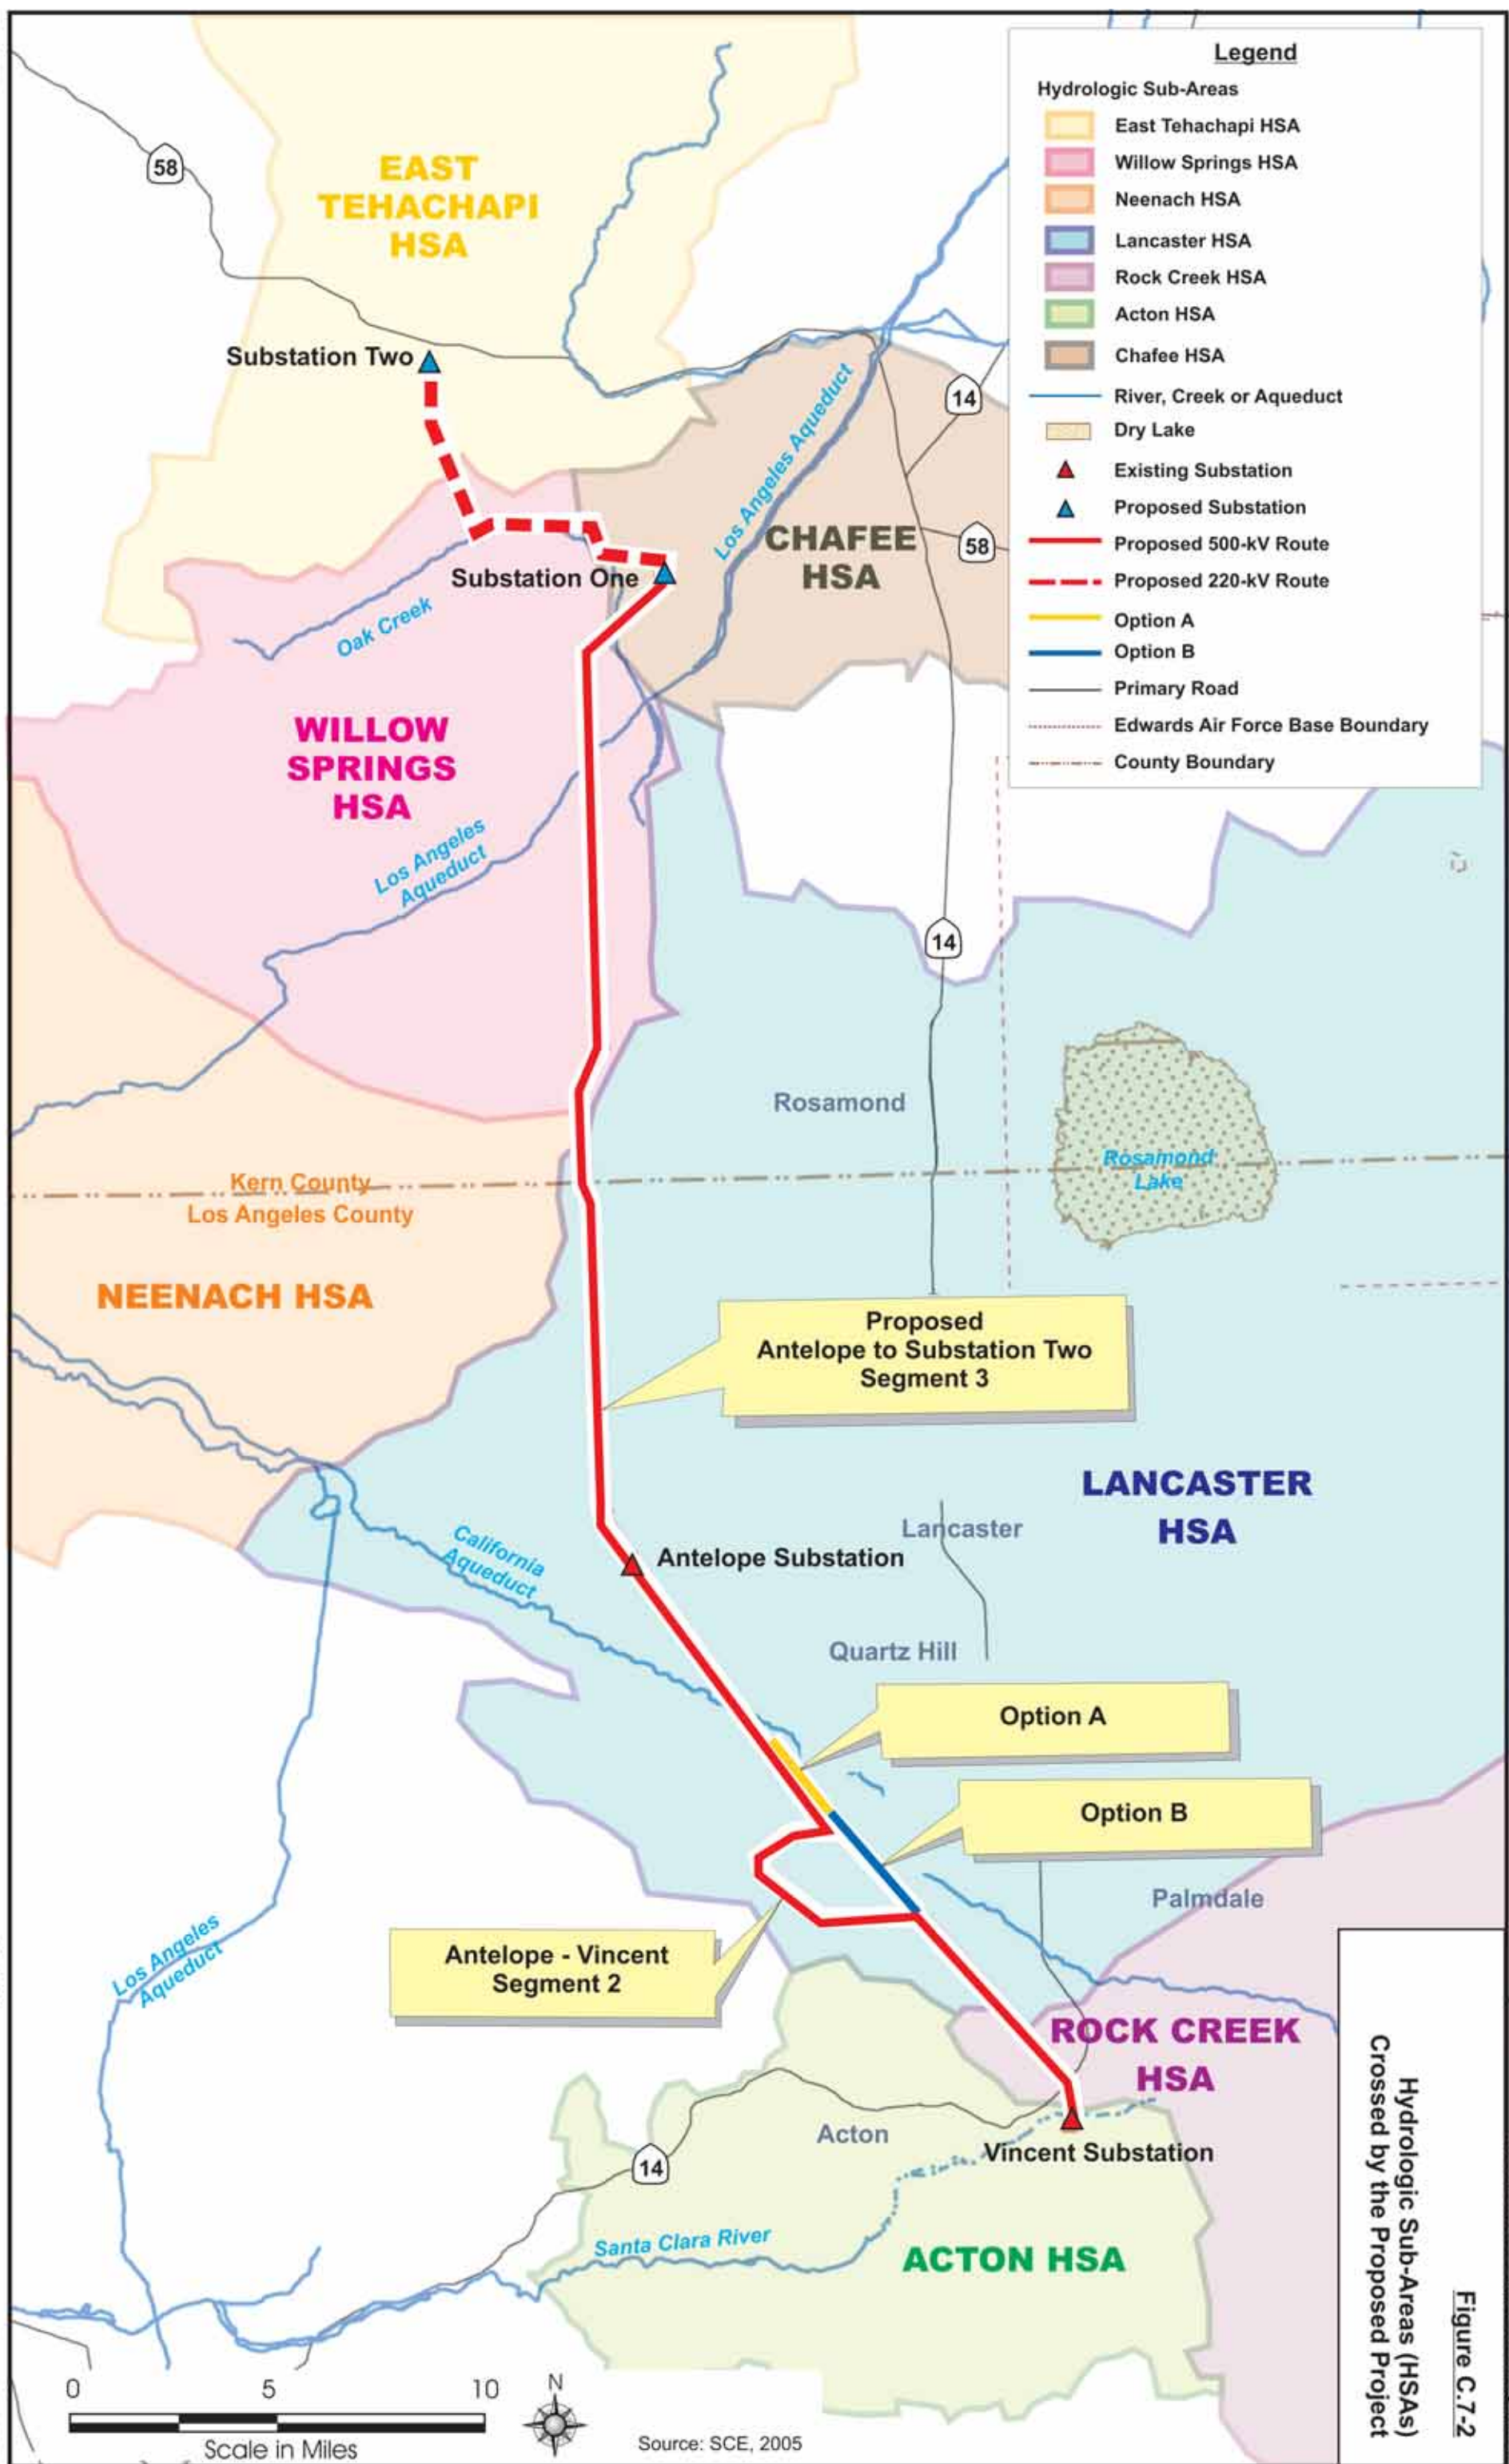 Legend
Hydrologic Sub-Areas
East Tehachapi HSA
Willow Springs HSA
Neenach HSA
Lancaster HSA
Rock Creek HSA
Acton HSA
Chafee HSA
River, Creek or Aqueduct
Dry Lake
Existing Substation
Proposed Substation
Proposed 500-kV Route
Proposed 220-kV Route
Option A
Option B
Primary Road
Edwards Air Force Base Boundary
County Boundary
58
EAST
TEHACHAPI
HSA
Substation Two
Los Angeles Aqueduct
14
CHAFEE
HSA
58
Substation One
Oak Creek
WILLOW
SPRINGS
HSA
Los Angeles
Aqueduct
14
Rosamond
Rosamond
Lake
Kern County
Los Angeles County
NEENACH HSA
Proposed
Antelope to Substation Two
Segment 3
LANCASTER
HSA
Lancaster
California
Aqueduct
Antelope Substation
Quartz Hill
Option A
Option B
Palmdale
Los Angeles
Aqueduct
Antelope - Vincent
Segment 2
ROCK CREEK
HSA
Acton
Vincent Substation
14
Santa Clara River
ACTON HSA
0 5 10
Scale in Miles
N
Source: SCE, 2005
Figure C.7-2
Hydrologic Sub-Areas (HSAs)
Crossed by the Proposed Project